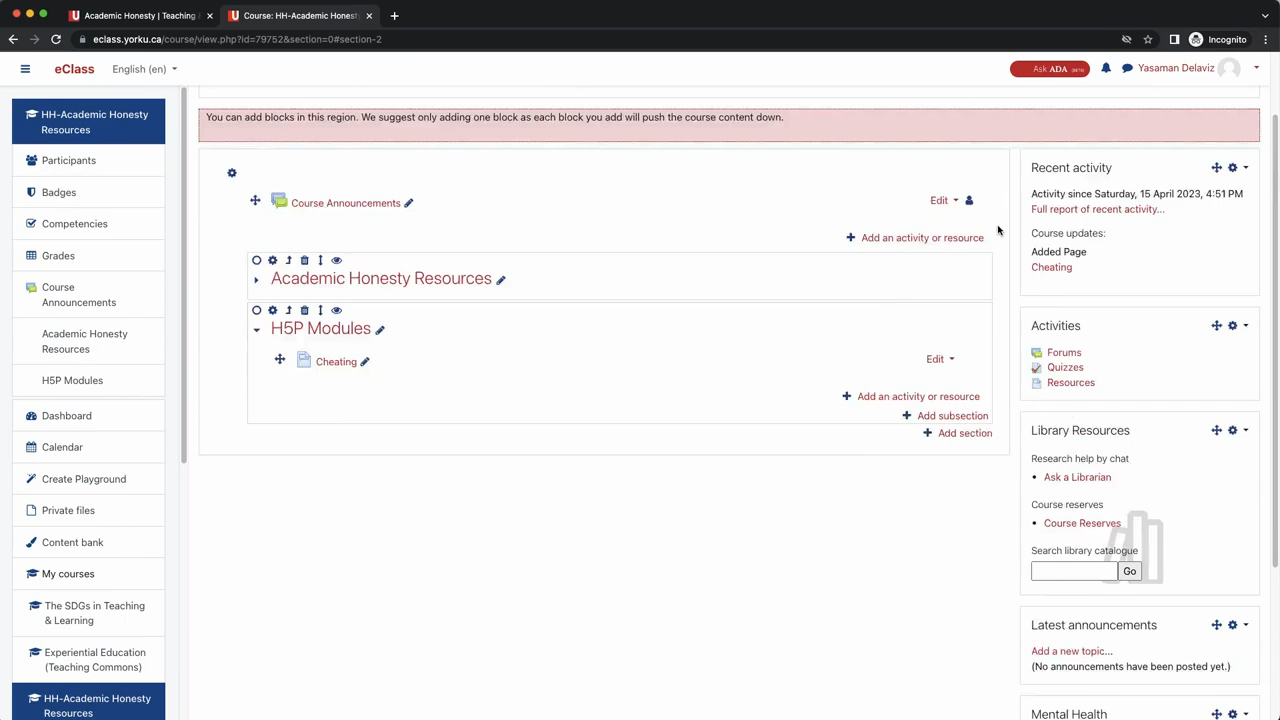 Academic Honesty | Teaching &
Course: HH-Academic Honest
eclass.yorku.ca/course/view.php?id=79752&section=0#section-2
Incognito
eClass
English (en)
Ask ADA (BETA)
Yasaman Delaviz
HH-Academic Honesty
Resources
Participants
Badges
Competencies
Grades
Course
Announcements
Academic Honesty
Resources
H5P Modules
Dashboard
Calendar
Create Playground
Private files
Content bank
My courses
The SDGs in Teaching
& Learning
Experiential Education
(Teaching Commons)
HH-Academic Honesty
Resources
You can add blocks in this region. We suggest only adding one block as each block you add will push the course content down.
Course Announcements
Edit
Add an activity or resource
Academic Honesty Resources
H5P Modules
Cheating
Edit
Add an activity or resource
Add subsection
Add section
Recent activity
Activity since Saturday, 15 April 2023, 4:51 PM
Full report of recent activity...
Course updates:
Added Page
Cheating
Activities
Forums
Quizzes
Resources
Library Resources
Research help by chat
Ask a Librarian
Course reserves
Course Reserves
Search library catalogue
Go
Latest announcements
Add a new topic...
(No announcements have been posted yet.)
Mental Health